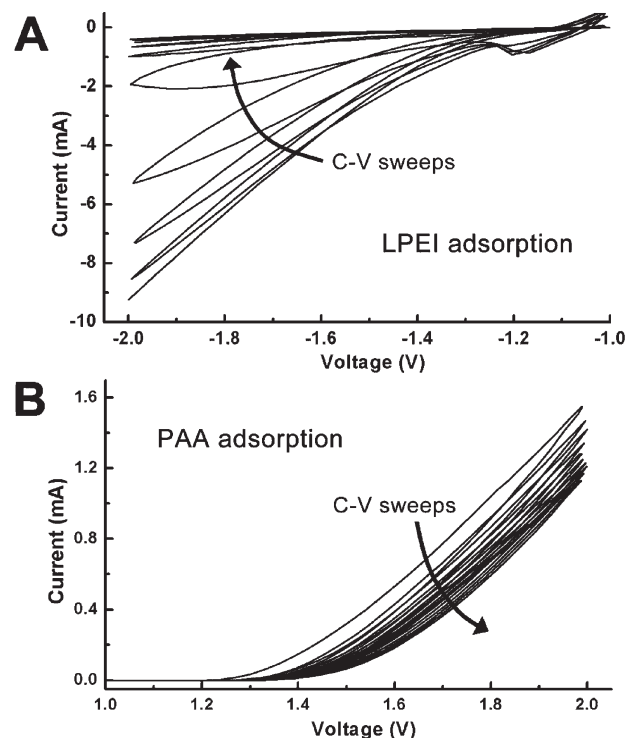 A
0
-2
-4
-6
-8
-10
Current (mA)
C-V sweeps
LPEI adsorption
-2.0 -1.8 -1.6 -1.4 -1.2 -1.0
Voltage (V)
B
1.6
1.2
0.8
0.4
0.0
Current (mA)
PAA adsorption
C-V sweeps
1.0 1.2 1.4 1.6 1.8 2.0
Voltage (V)